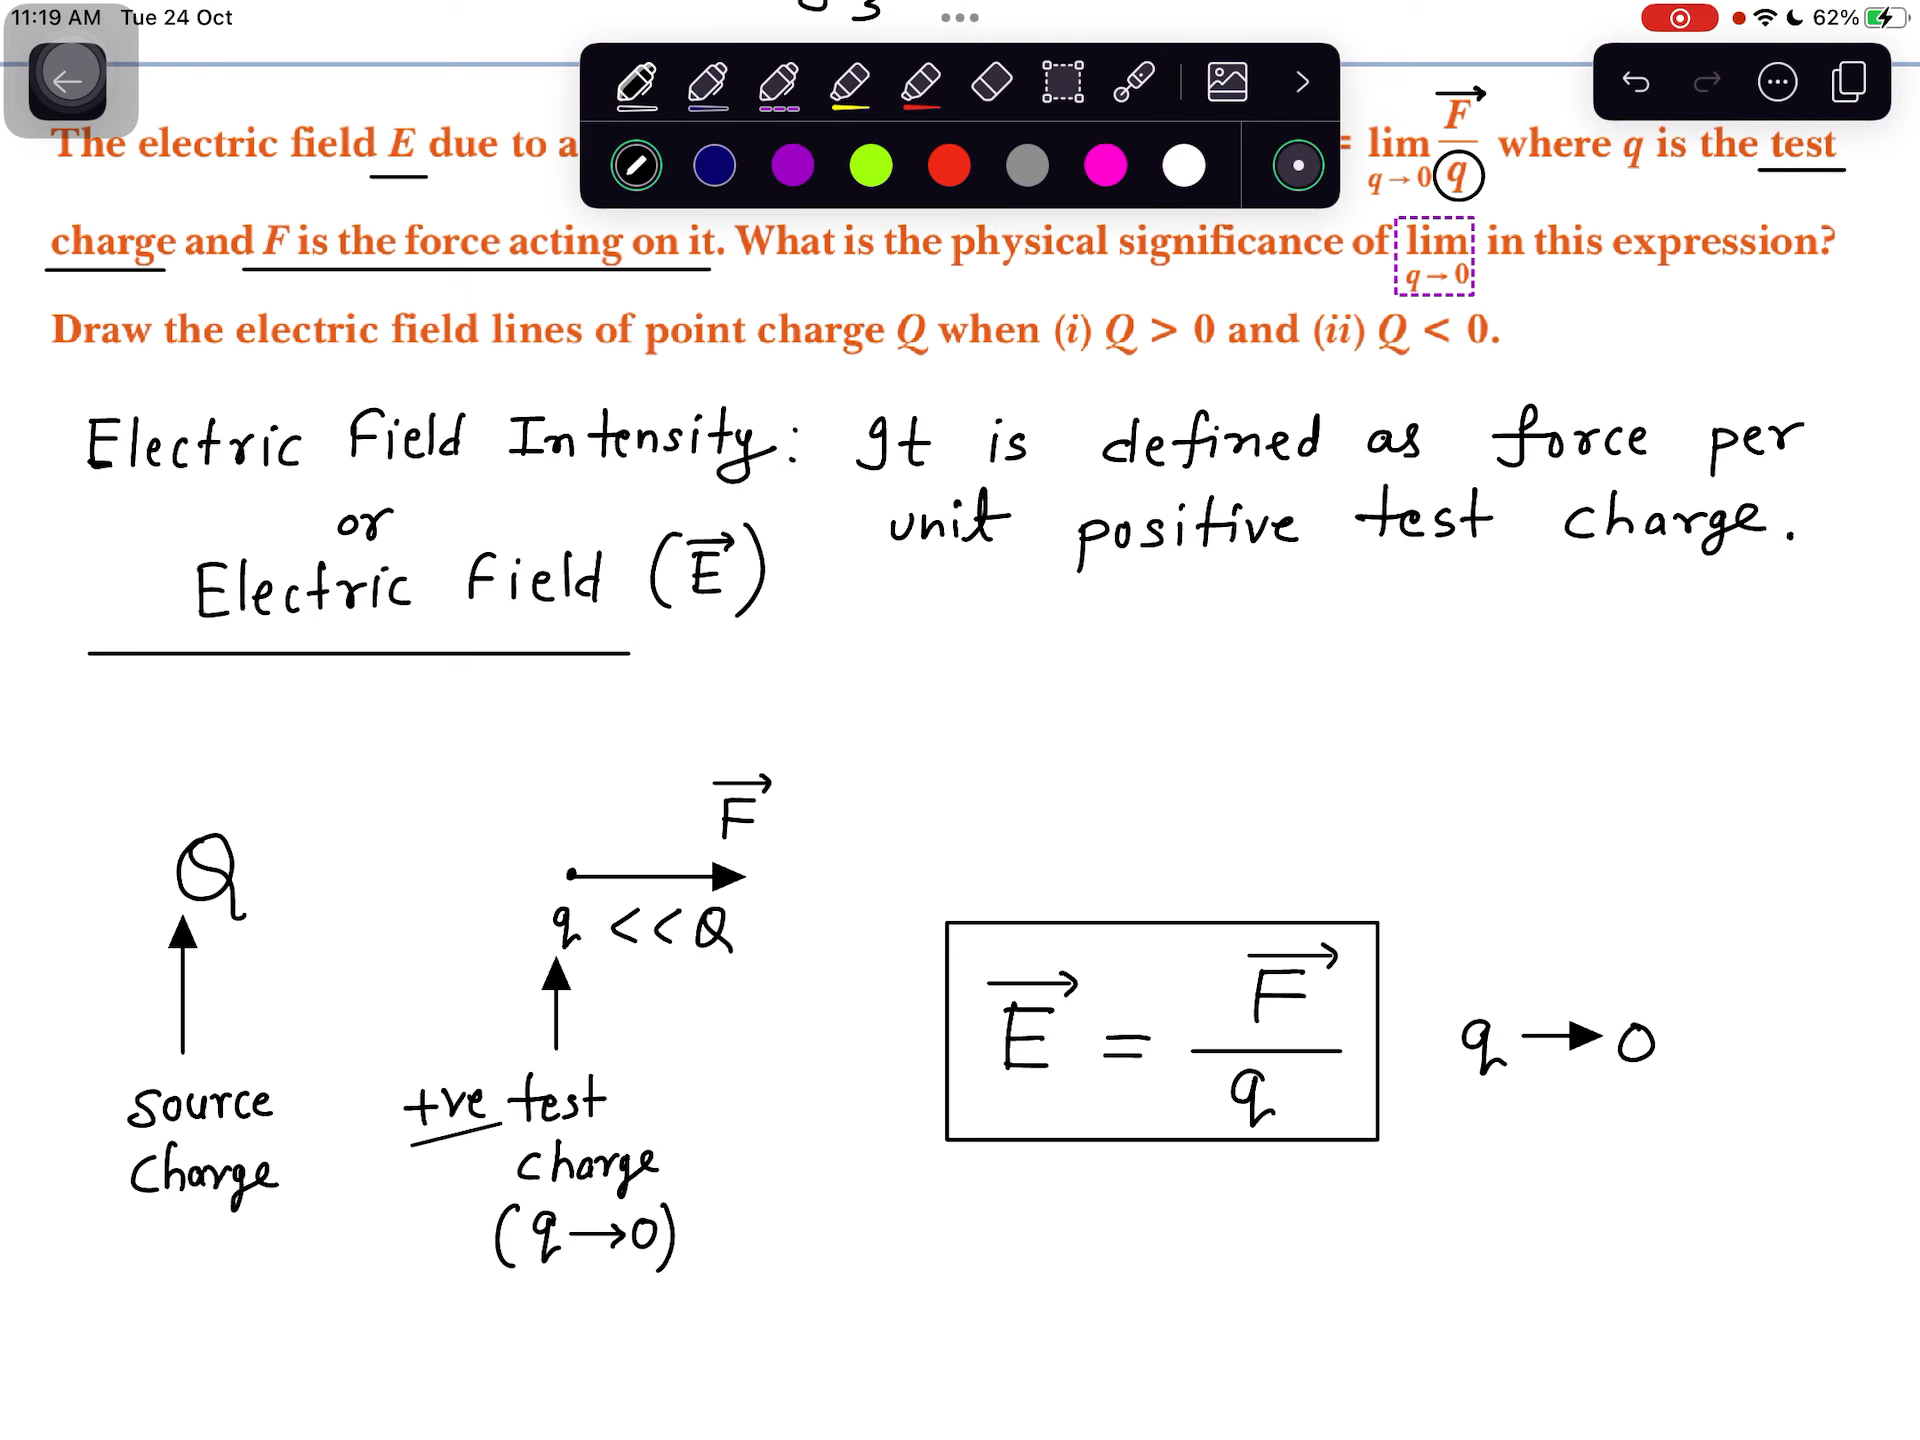 11:19 AM Tue 24 Oct
62%
3
The electric field E due to a = lim q→0 F/q where q is the test
charge and F is the force acting on it. What is the physical significance of lim q→0 in this expression?
Draw the electric field lines of point charge Q when (i) Q > 0 and (ii) Q < 0.
Electric Field Intensity: It is defined as force per
or unit positive test charge.
Electric Field (E⃗)
F⃗
Q
q << Q
E⃗ = F⃗/q q → 0
source +ve test
Charge charge
(q → 0)